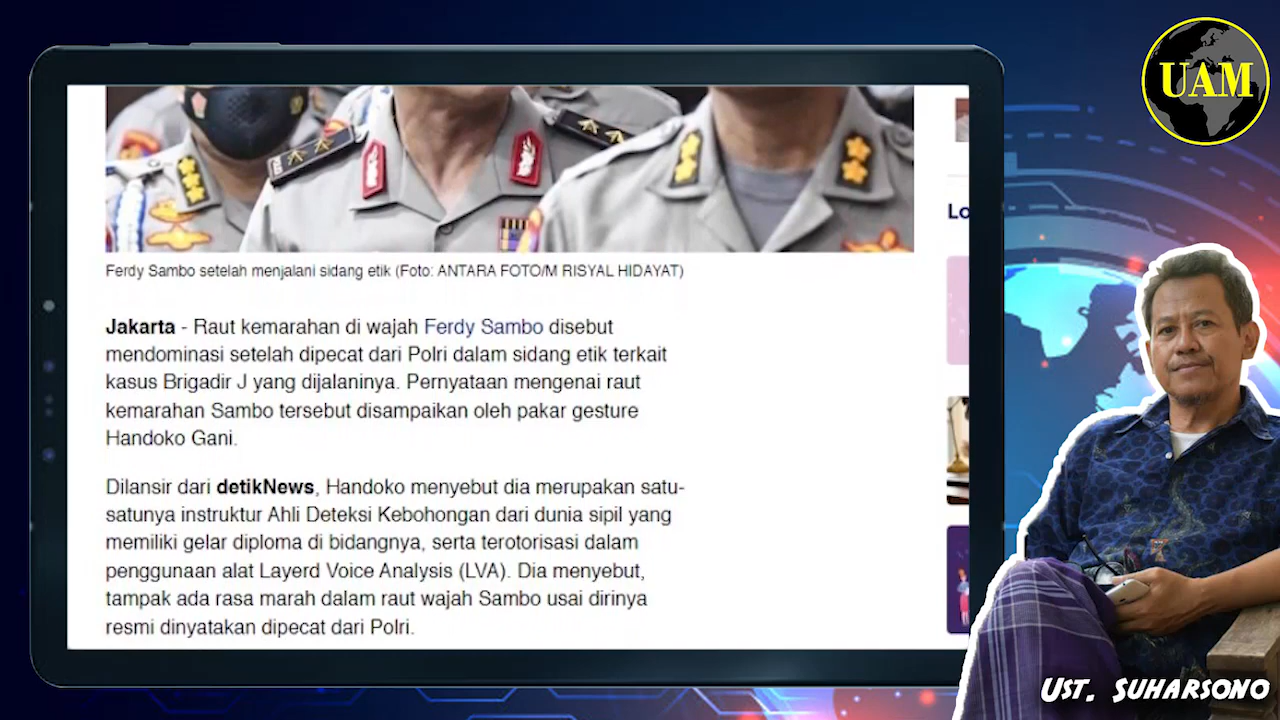 UAM
Lo
Ferdy Sambo setelah menjalani sidang etik (Foto: ANTARA FOTO/M RISYAL HIDAYAT)
Jakarta - Raut kemarahan di wajah Ferdy Sambo disebut
mendominasi setelah dipecat dari Polri dalam sidang etik terkait
kasus Brigadir J yang dijalaninya. Pernyataan mengenai raut
kemarahan Sambo tersebut disampaikan oleh pakar gesture
Handoko Gani.
Dilansir dari detikNews, Handoko menyebut dia merupakan satu-
satunya instruktur Ahli Deteksi Kebohongan dari dunia sipil yang
memiliki gelar diploma di bidangnya, serta terotorisasi dalam
penggunaan alat Layerd Voice Analysis (LVA). Dia menyebut,
tampak ada rasa marah dalam raut wajah Sambo usai dirinya
resmi dinyatakan dipecat dari Polri.
UST. SUHARSONO